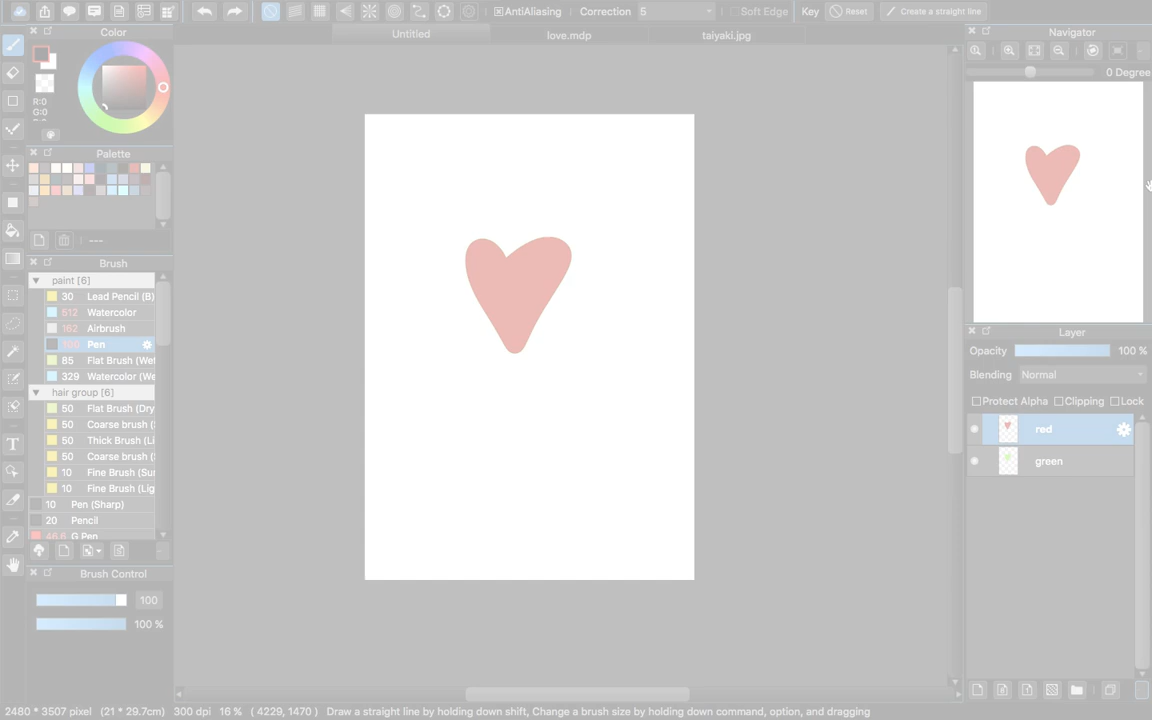 AntiAliasing Correction 5 Soft Edge Key Reset Create a straight line
Color
Untitled
love.mdp
taiyaki.jpg
Navigator
0 Degree
R:0
G:0
Palette
---
Brush
paint [6]
30 Lead Pencil (B)
512 Watercolor
162 Airbrush
100 Pen
85 Flat Brush (Wet
329 Watercolor (We
hair group [6]
50 Flat Brush (Dry
50 Coarse brush (
50 Thick Brush (Li
50 Coarse brush (
10 Fine Brush (Sur
10 Fine Brush (Lig
10 Pen (Sharp)
20 Pencil
46.6 G Pen
Brush Control
100
100 %
Layer
Opacity 100 %
Blending Normal
Protect Alpha Clipping Lock
red
green
2480 * 3507 pixel (21 * 29.7cm) 300 dpi 16 % ( 4229, 1470 ) Draw a straight line by holding down shift, Change a brush size by holding down command, option, and dragging